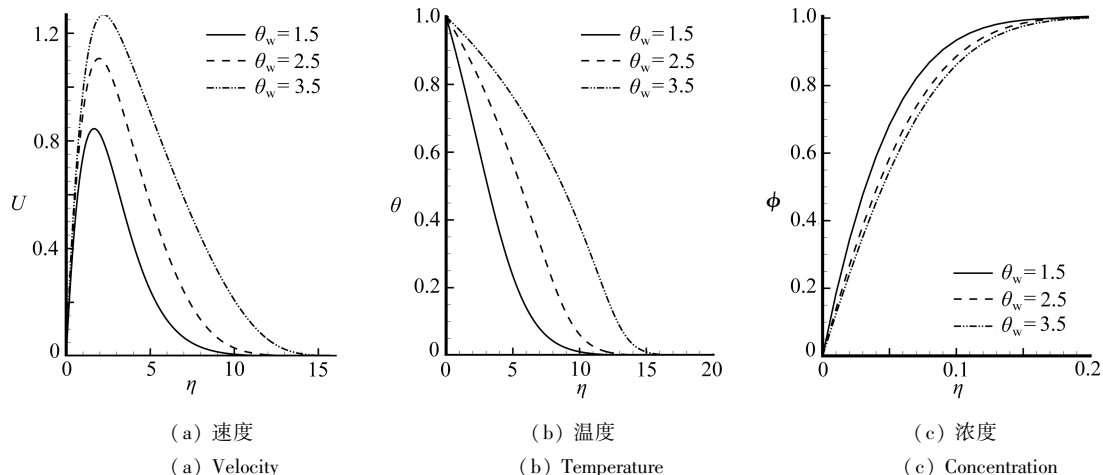 1.2
0.8
0.4
0
U
0 5 10 15
η
θw= 1.5
θw= 2.5
θw= 3.5
(a) 速度
(a) Velocity
1.0
0.8
0.6
0.4
0.2
0
θ
0 5 10 15 20
η
θw= 1.5
θw= 2.5
θw= 3.5
(b) 温度
(b) Temperature
1.0
0.8
0.6
0.4
0.2
0
ϕ
0 0.1 0.2
η
θw= 1.5
θw= 2.5
θw= 3.5
(c) 浓度
(c) Concentration